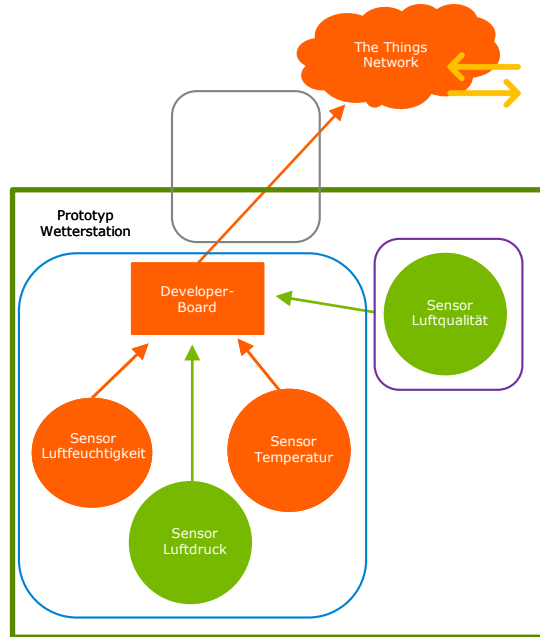 The Things
Network
Prototyp
Wetterstation
Developer-
Board
Sensor
Luftqualität
Sensor
Luftfeuchtigkeit
Sensor
Temperatur
Sensor
Luftdruck